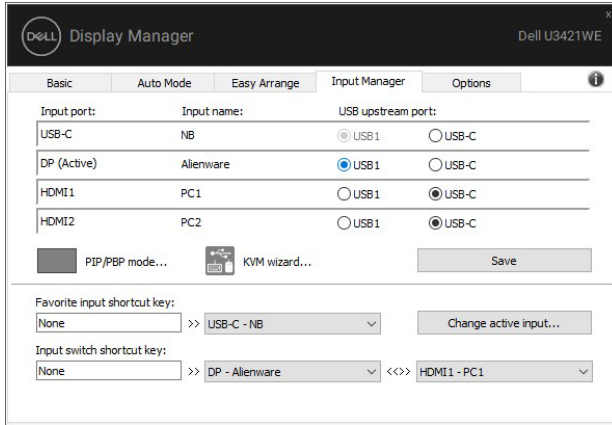 DELL Display Manager Dell U3421WE
Basic Auto Mode Easy Arrange Input Manager Options
Input port: Input name: USB upstream port:
USB-C NB USB1 USB-C
DP (Active) Alienware USB1 USB-C
HDMI1 PC1 USB1 USB-C
HDMI2 PC2 USB1 USB-C
PIP/PBP mode... KVM wizard... Save
Favorite input shortcut key:
None >> USB-C - NB Change active input...
Input switch shortcut key:
None >> DP - Alienware <<>> HDMI1 - PC1